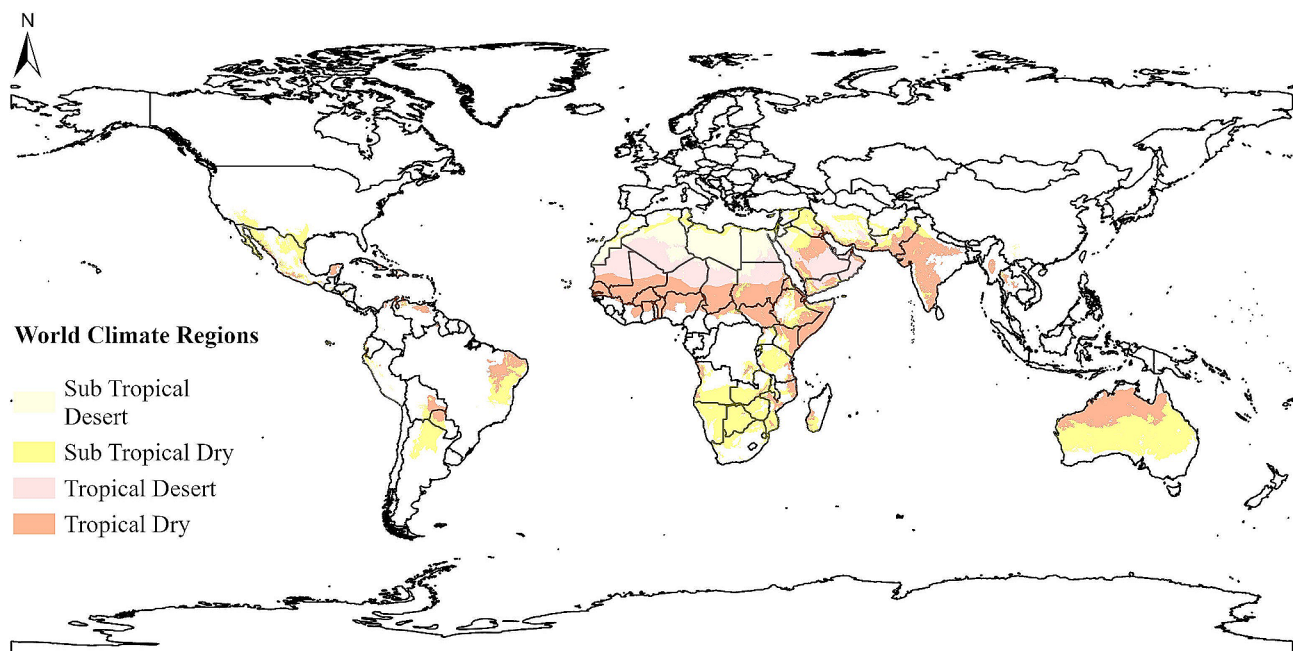 N
World Climate Regions
Sub Tropical
Desert
Sub Tropical Dry
Tropical Desert
Tropical Dry